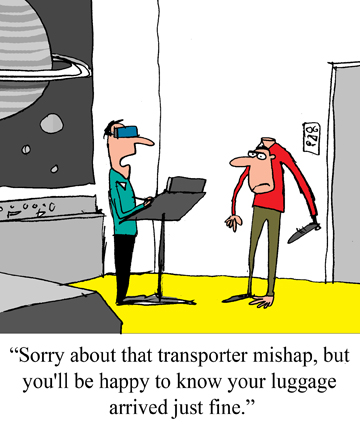 “Sorry about that transporter mishap, but
you'll be happy to know your luggage
arrived just fine.”